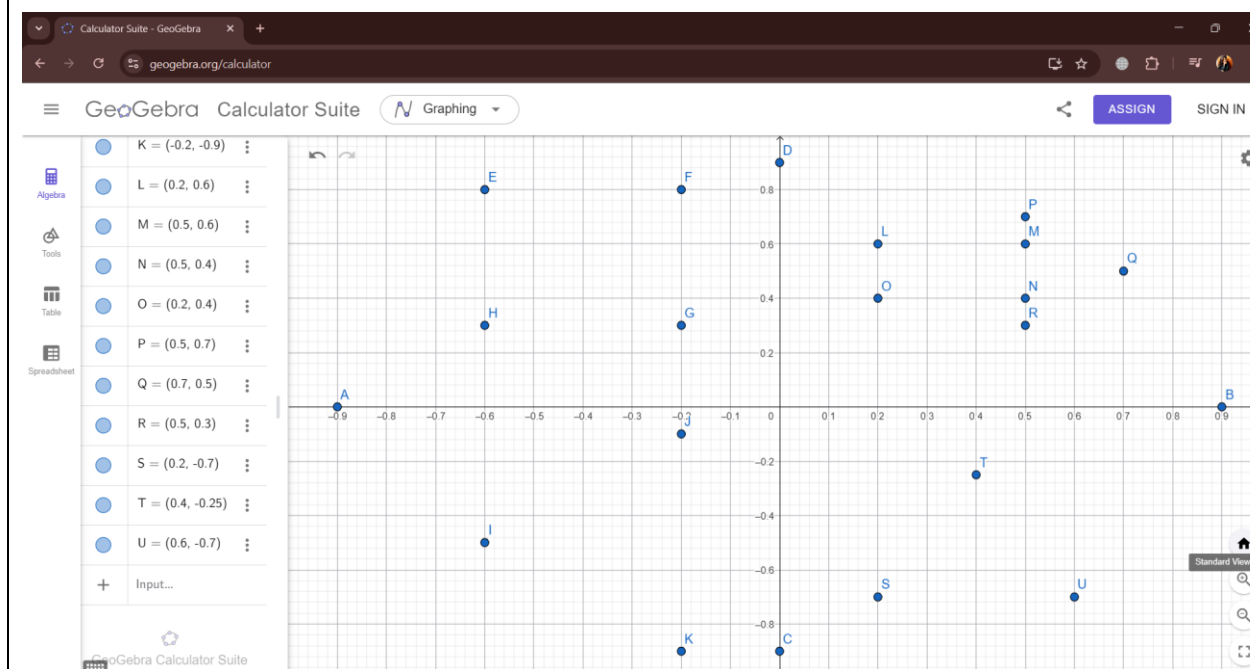 Calculator Suite - GeoGebra
geogebra.org/calculator
GeoGebra Calculator Suite
Graphing
ASSIGN
SIGN IN
Algebra
Tools
Table
Spreadsheet
K = (-0.2, -0.9)
L = (0.2, 0.6)
M = (0.5, 0.6)
N = (0.5, 0.4)
O = (0.2, 0.4)
P = (0.5, 0.7)
Q = (0.7, 0.5)
R = (0.5, 0.3)
S = (0.2, -0.7)
T = (0.4, -0.25)
U = (0.6, -0.7)
+ Input...
GeoGebra Calculator Suite
D
E F
0.8
P
L M
0.6
Q
O N
0.4
H G R
0.2
A B
–0.9 –0.8 –0.7 –0.6 –0.5 –0.4 –0.3 –0.2 –0.1 0 0.1 0.2 0.3 0.4 0.5 0.6 0.7 0.8 0.9
J
–0.2 T
–0.4
I
–0.6
Standard View
S U
–0.8
K C